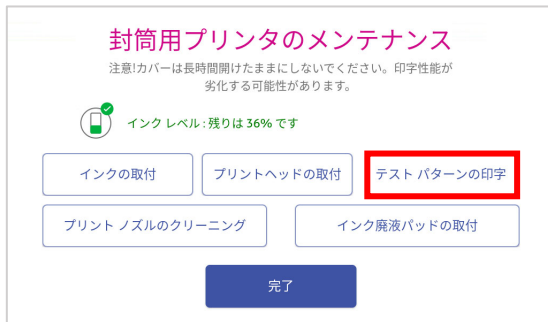 封筒用プリンタのメンテナンス
注意!カバーは長時間開けたままにしないでください。印字性能が
劣化する可能性があります。
インク レベル : 残りは 36% です
インクの取付
プリントヘッドの取付
テスト パターンの印字
プリント ノズルのクリーニング
インク廃液パッドの取付
完了